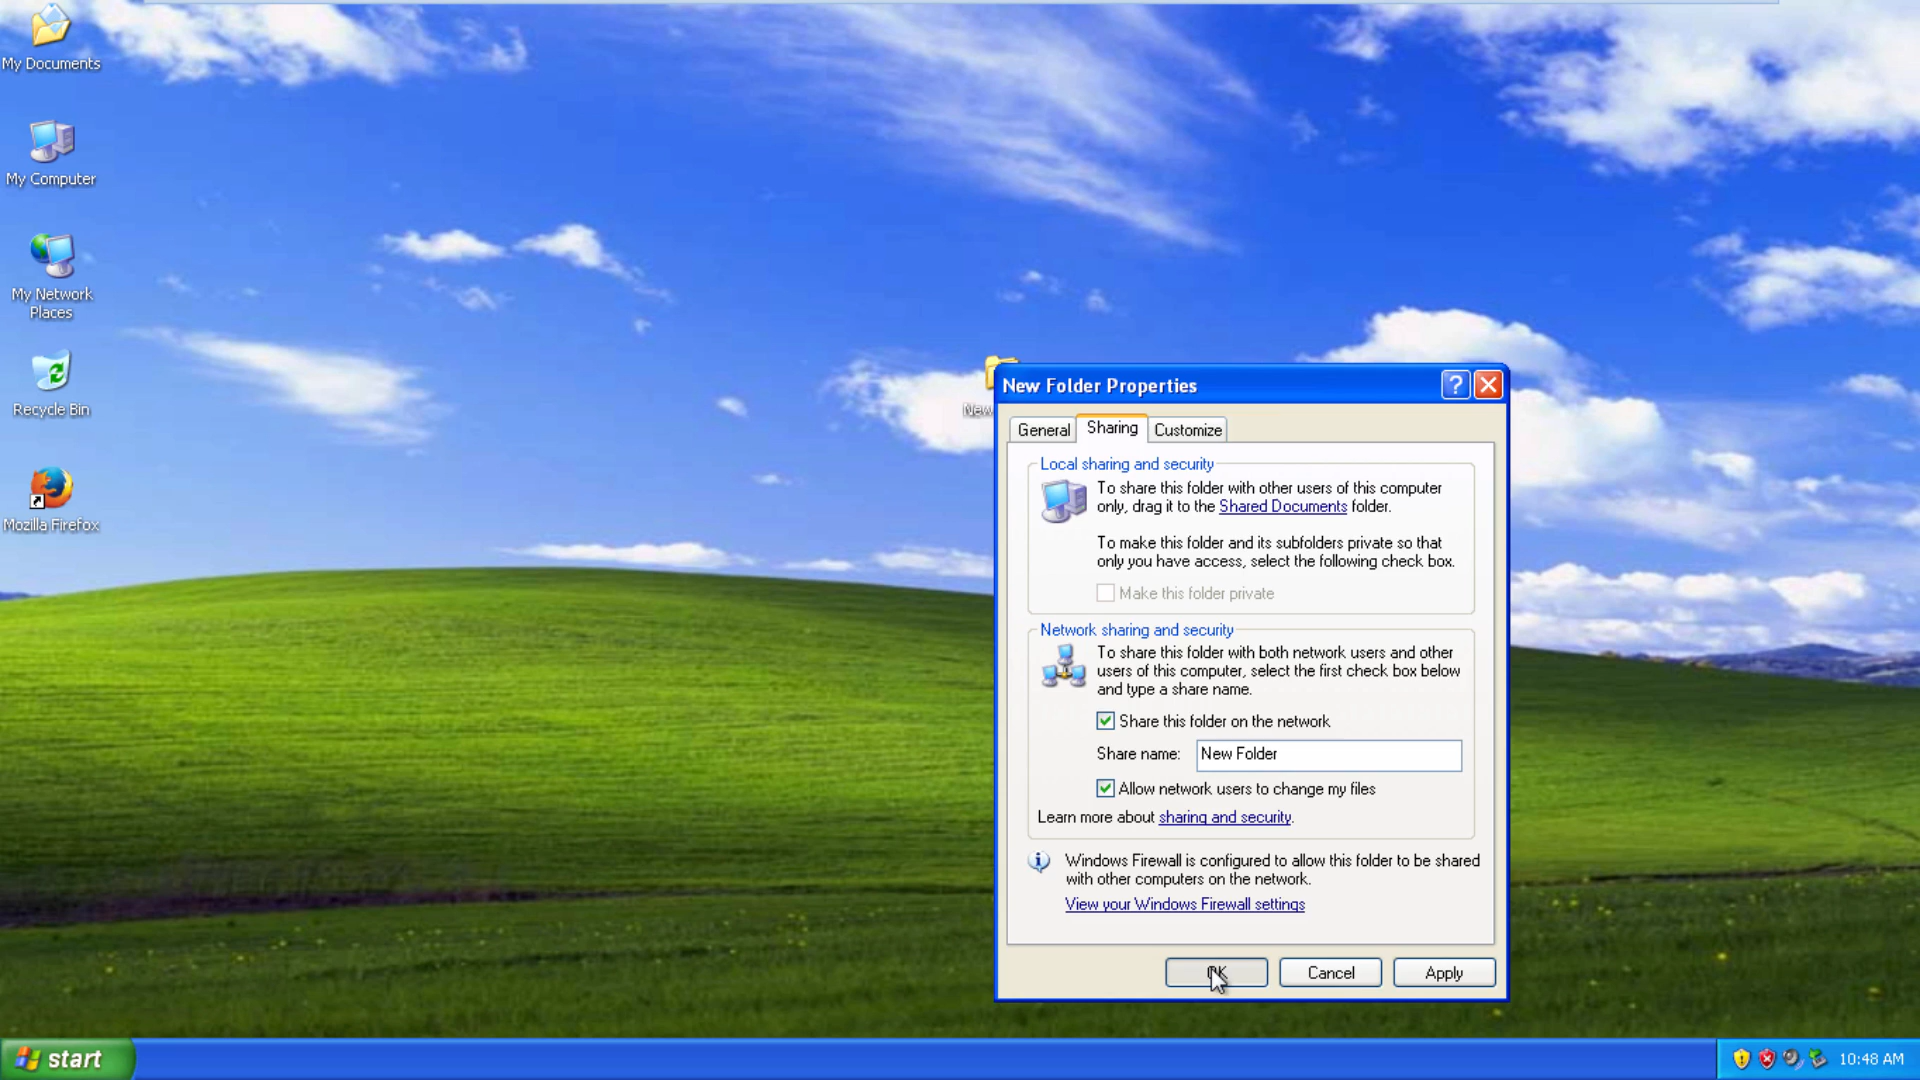 My Documents
My Computer
My Network
Places
Recycle Bin
Mozilla Firefox
New
New Folder Properties
General
Sharing
Customize
Local sharing and security
To share this folder with other users of this computer
only, drag it to the Shared Documents folder.
To make this folder and its subfolders private so that
only you have access, select the following check box.
Make this folder private
Network sharing and security
To share this folder with both network users and other
users of this computer, select the first check box below
and type a share name.
Share this folder on the network
Share name: New Folder
Allow network users to change my files
Learn more about sharing and security.
Windows Firewall is configured to allow this folder to be shared
with other computers on the network.
View your Windows Firewall settings
OK
Cancel
Apply
start
10:48 AM